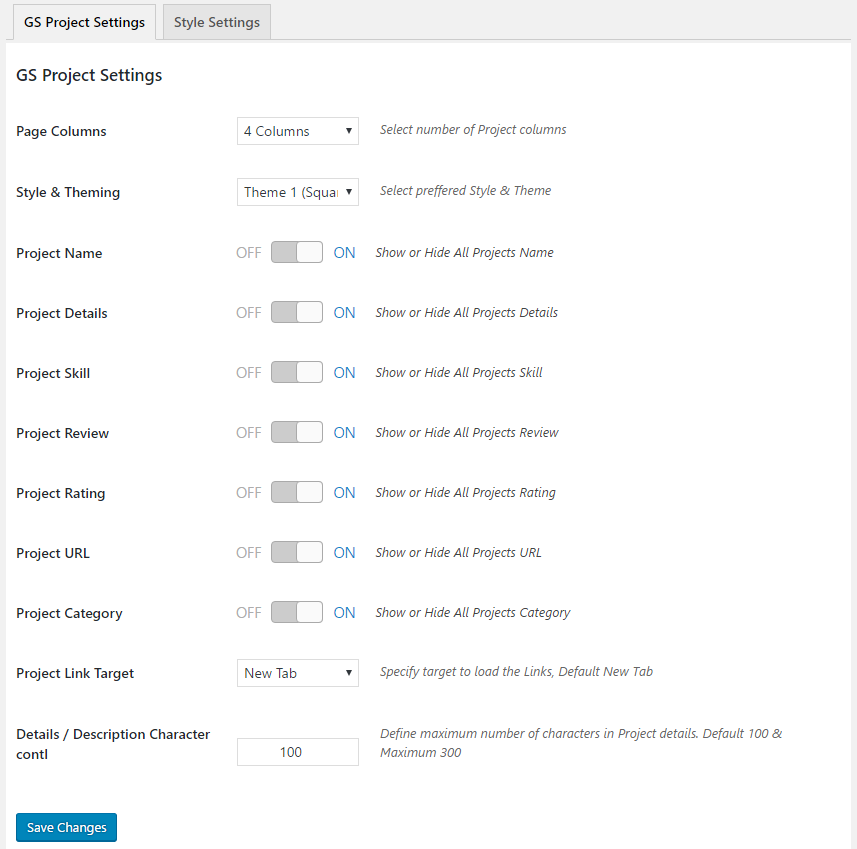 GS Project Settings Style Settings
GS Project Settings
Page Columns 4 Columns Select number of Project columns
Style & Theming Theme 1 (Squar Select preffered Style & Theme
Project Name OFF ON Show or Hide All Projects Name
Project Details OFF ON Show or Hide All Projects Details
Project Skill OFF ON Show or Hide All Projects Skill
Project Review OFF ON Show or Hide All Projects Review
Project Rating OFF ON Show or Hide All Projects Rating
Project URL OFF ON Show or Hide All Projects URL
Project Category OFF ON Show or Hide All Projects Category
Project Link Target New Tab Specify target to load the Links, Default New Tab
Details / Description Character Define maximum number of characters in Project details. Default 100 &
contl 100 Maximum 300
Save Changes